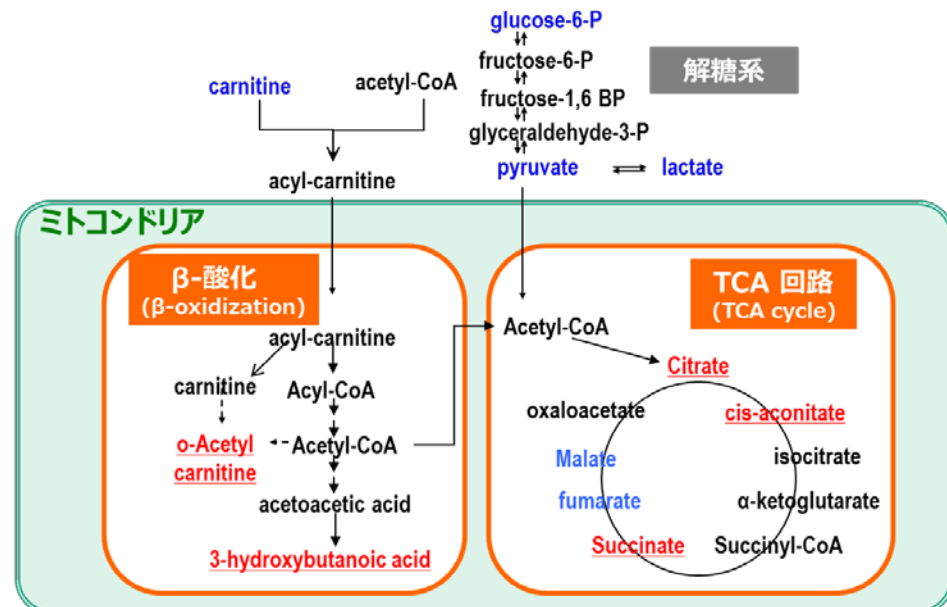 glucose-6-P
fructose-6-P
解糖系
carnitine
acetyl-CoA
fructose-1,6 BP
glyceraldehyde-3-P
acyl-carnitine
pyruvate
lactate
ミトコンドリア
β-酸化
(β-oxidization)
TCA 回路
(TCA cycle)
acyl-carnitine
Acetyl-CoA
carnitine
Acyl-CoA
Citrate
oxaloacetate
cis-aconitate
o-Acetyl
carnitine
Acetyl-CoA
Malate
isocitrate
acetoacetic acid
fumarate
α-ketoglutarate
3-hydroxybutanoic acid
Succinate
Succinyl-CoA